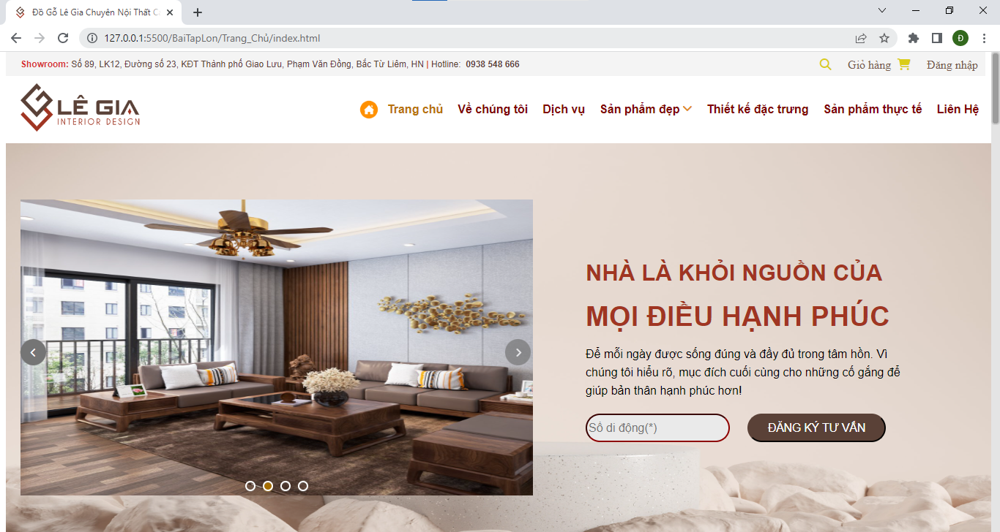 Đồ Gỗ Lê Gia Chuyên Nội Thất C
127.0.0.1:5500/BaiTapLon/Trang_Chủ/index.html
Đ
Showroom: Số 89, LK12, Đường số 23, KĐT Thành phố Giao Lưu, Phạm Văn Đồng, Bắc Từ Liêm, HN | Hotline: 0938 548 666
Giỏ hàng
Đăng nhập
LÊ GIA
INTERIOR DESIGN
Trang chủ
Về chúng tôi
Dịch vụ
Sản phẩm đẹp
Thiết kế đặc trưng
Sản phẩm thực tế
Liên Hệ
NHÀ LÀ KHỎI NGUỒN CỦA
MỌI ĐIỀU HẠNH PHÚC
Để mỗi ngày được sống đúng và đầy đủ trong tâm hồn. Vì
chúng tôi hiểu rõ, mục đích cuối cùng cho những cố gắng để
giúp bản thân hạnh phúc hơn!
Số di động(*)
ĐĂNG KÝ TƯ VẤN